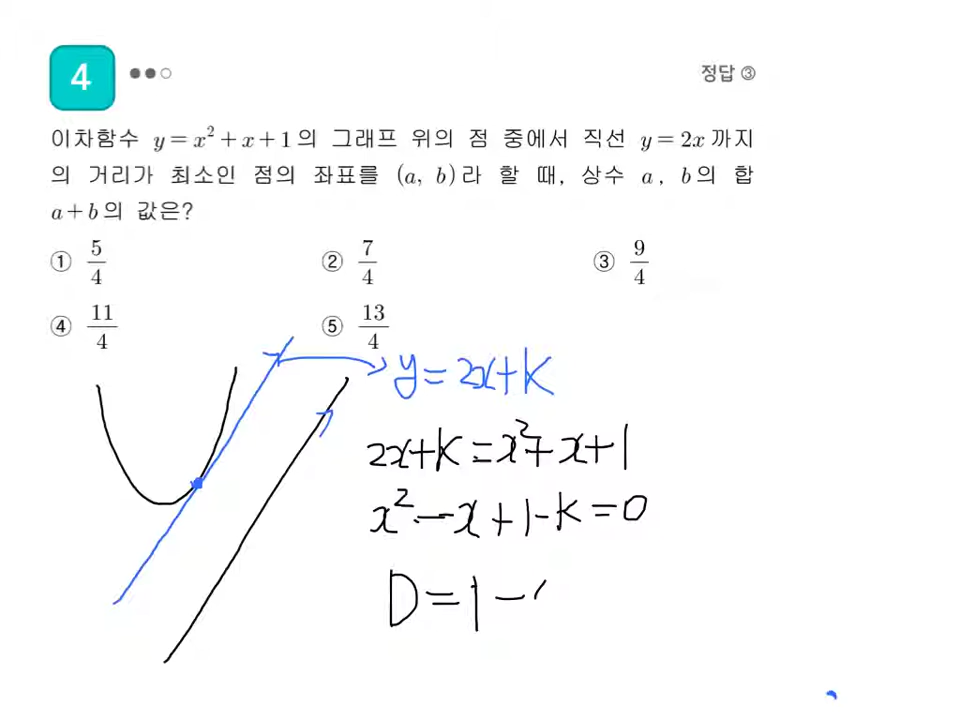 4
정답 ③
이차함수 y=x²+x+1의 그래프 위의 점 중에서 직선 y=2x까지
의 거리가 최소인 점의 좌표를 (a, b)라 할 때, 상수 a, b의 합
a+b의 값은?
① 5/4 ② 7/4 ③ 9/4
④ 11/4 ⑤ 13/4
y=2x+k
2x+k=x²+x+1
x²-x+1-k=0
D=1-